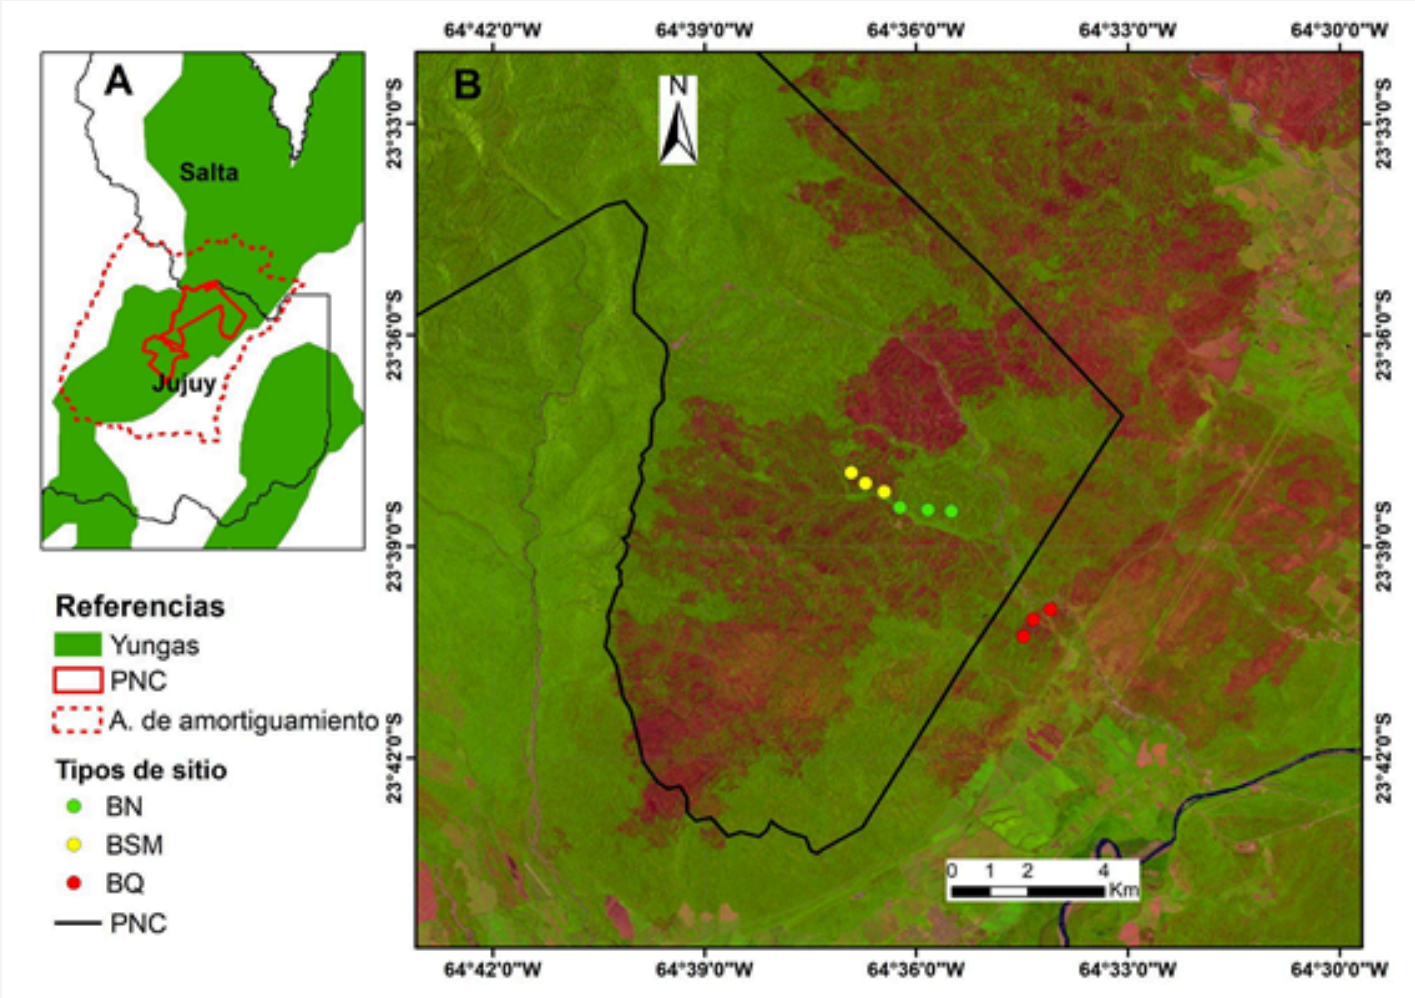 A
Salta
Jujuy
Referencias
Yungas
PNC
A. de amortiguamiento
Tipos de sitio
BN
BSM
BQ
PNC
64°42'0"W 64°39'0"W 64°36'0"W 64°33'0"W 64°30'0"W
B
N
23°33'0"S
23°36'0"S
23°39'0"S
23°42'0"S
23°33'0"S
23°36'0"S
23°39'0"S
23°42'0"S
0 1 2 4
Km
64°42'0"W 64°39'0"W 64°36'0"W 64°33'0"W 64°30'0"W